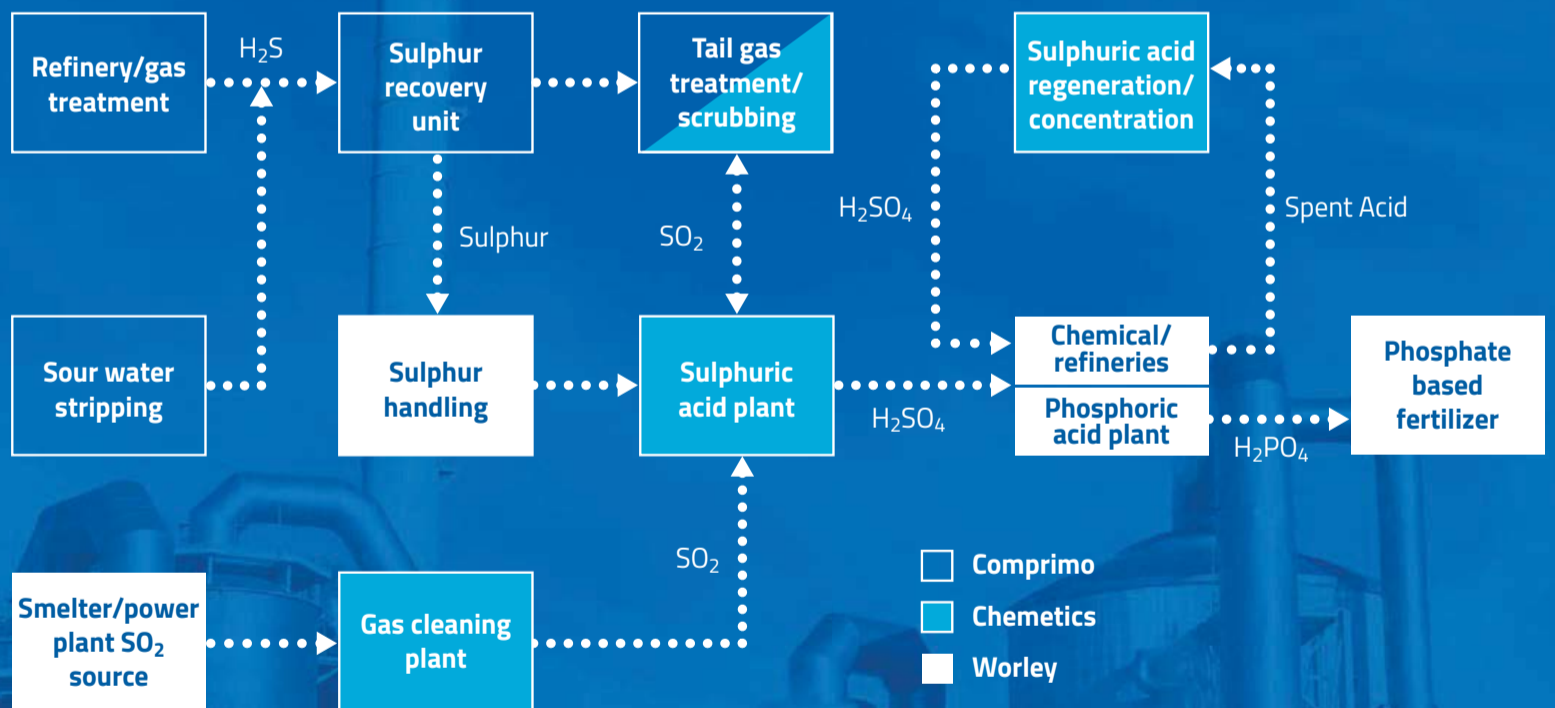 Refinery/gas
treatment
H₂S
Sulphur
recovery
unit
Tail gas
treatment/
scrubbing
Sulphuric acid
regeneration/
concentration
Sulphur
SO₂
H₂SO₄
Spent Acid
Sour water
stripping
Sulphur
handling
Sulphuric
acid plant
H₂SO₄
Chemical/
refineries
Phosphoric
acid plant
H₂PO₄
Phosphate
based
fertilizer
Smelter/power
plant SO₂
source
Gas cleaning
plant
SO₂
Comprimo
Chemetics
Worley